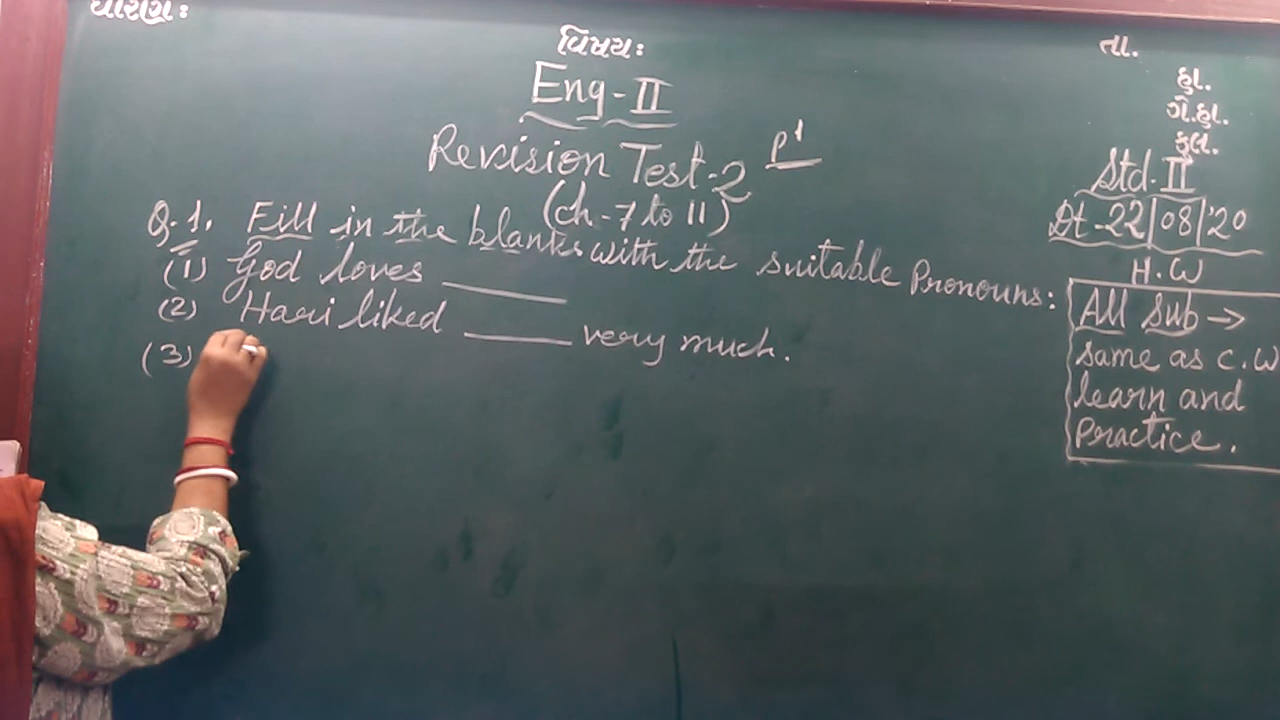 ધોરણ:
વિષય:
તા.
હા.
ગે.હા.
કુલ.
Eng-II
Revision Test-2 P1
(ch-7 to 11)
Std. II
Dt-22|08|'20
Q.1. Fill in the blanks with the suitable Pronouns:
(1) God loves ______
(2) Hari liked ______ very much.
(3)
H.W
All Sub →
same as C.W
learn and
Practice.